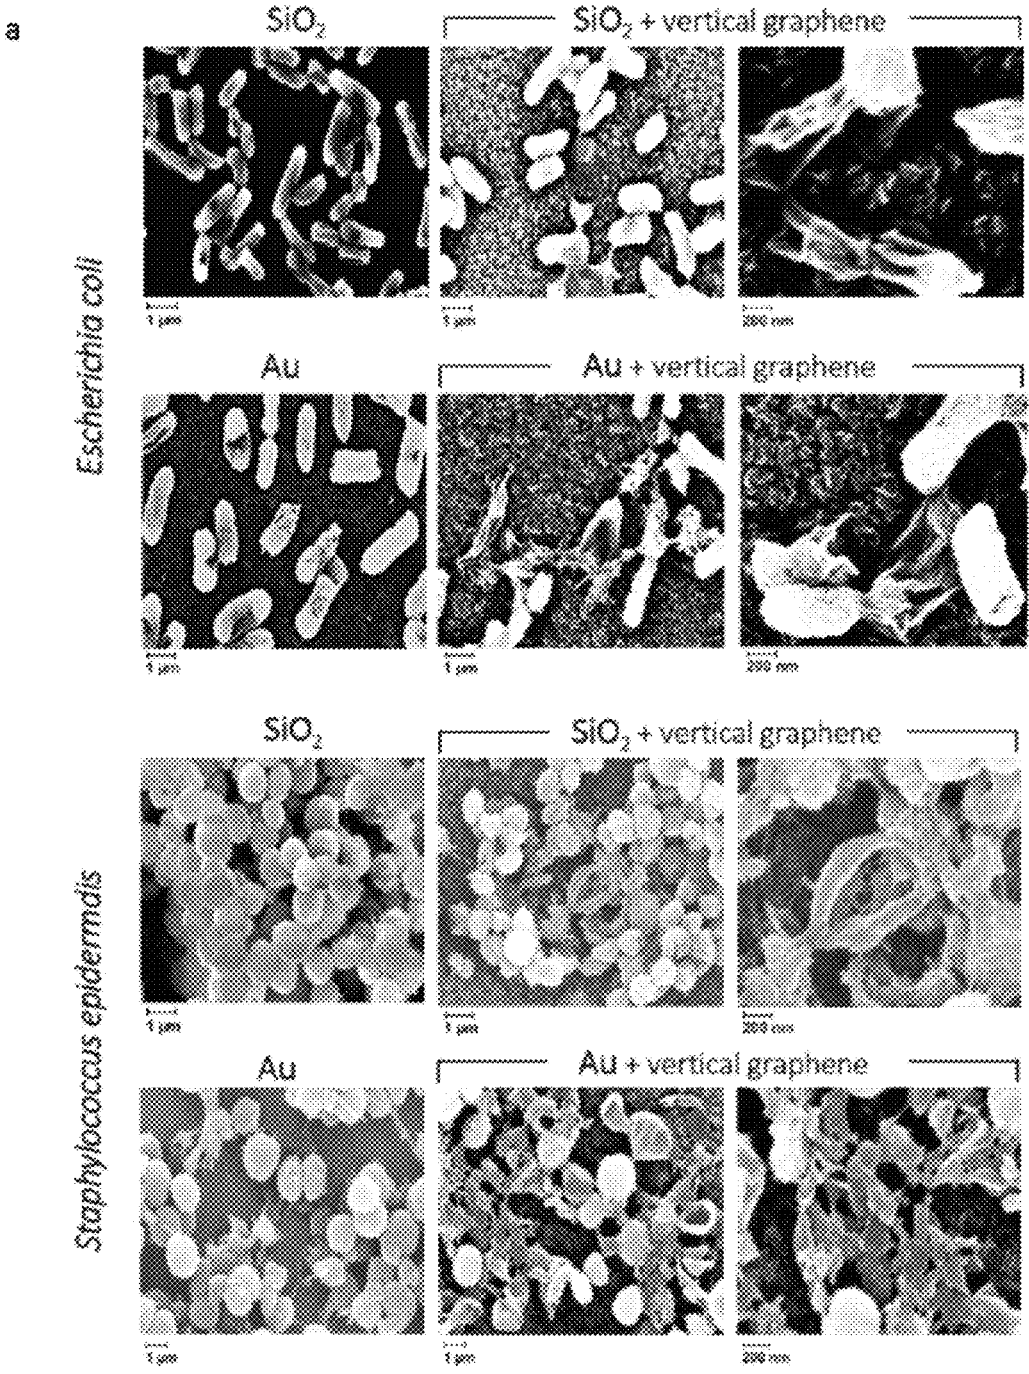 a
SiO₂
SiO₂ + vertical graphene
Escherichia coli
1 µm
1 µm
200 nm
Au
Au + vertical graphene
1 µm
1 µm
200 nm
SiO₂
SiO₂ + vertical graphene
Staphylococcus epidermdis
1 µm
1 µm
200 nm
Au
Au + vertical graphene
1 µm
1 µm
200 nm